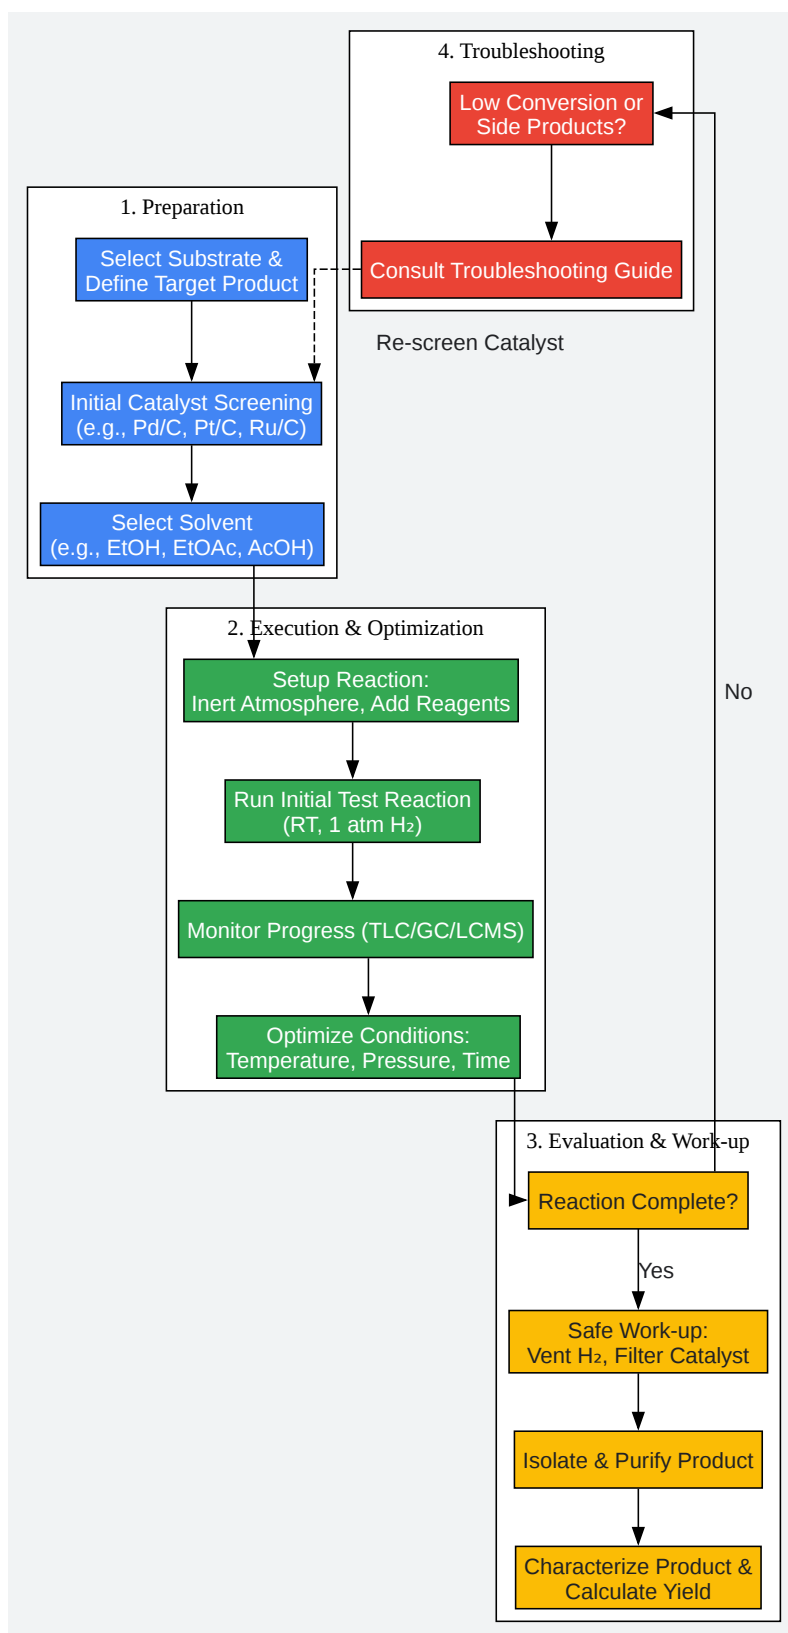 4. Troubleshooting
Low Conversion or
Side Products?
Consult Troubleshooting Guide
Re-screen Catalyst
1. Preparation
Select Substrate &
Define Target Product
Initial Catalyst Screening
(e.g., Pd/C, Pt/C, Ru/C)
Select Solvent
(e.g., EtOH, EtOAc, AcOH)
2. Execution & Optimization
Setup Reaction:
Inert Atmosphere, Add Reagents
No
Run Initial Test Reaction
(RT, 1 atm H₂)
Monitor Progress (TLC/GC/LCMS)
Optimize Conditions:
Temperature, Pressure, Time
3. Evaluation & Work-up
Reaction Complete?
Yes
Safe Work-up:
Vent H₂, Filter Catalyst
Isolate & Purify Product
Characterize Product &
Calculate Yield